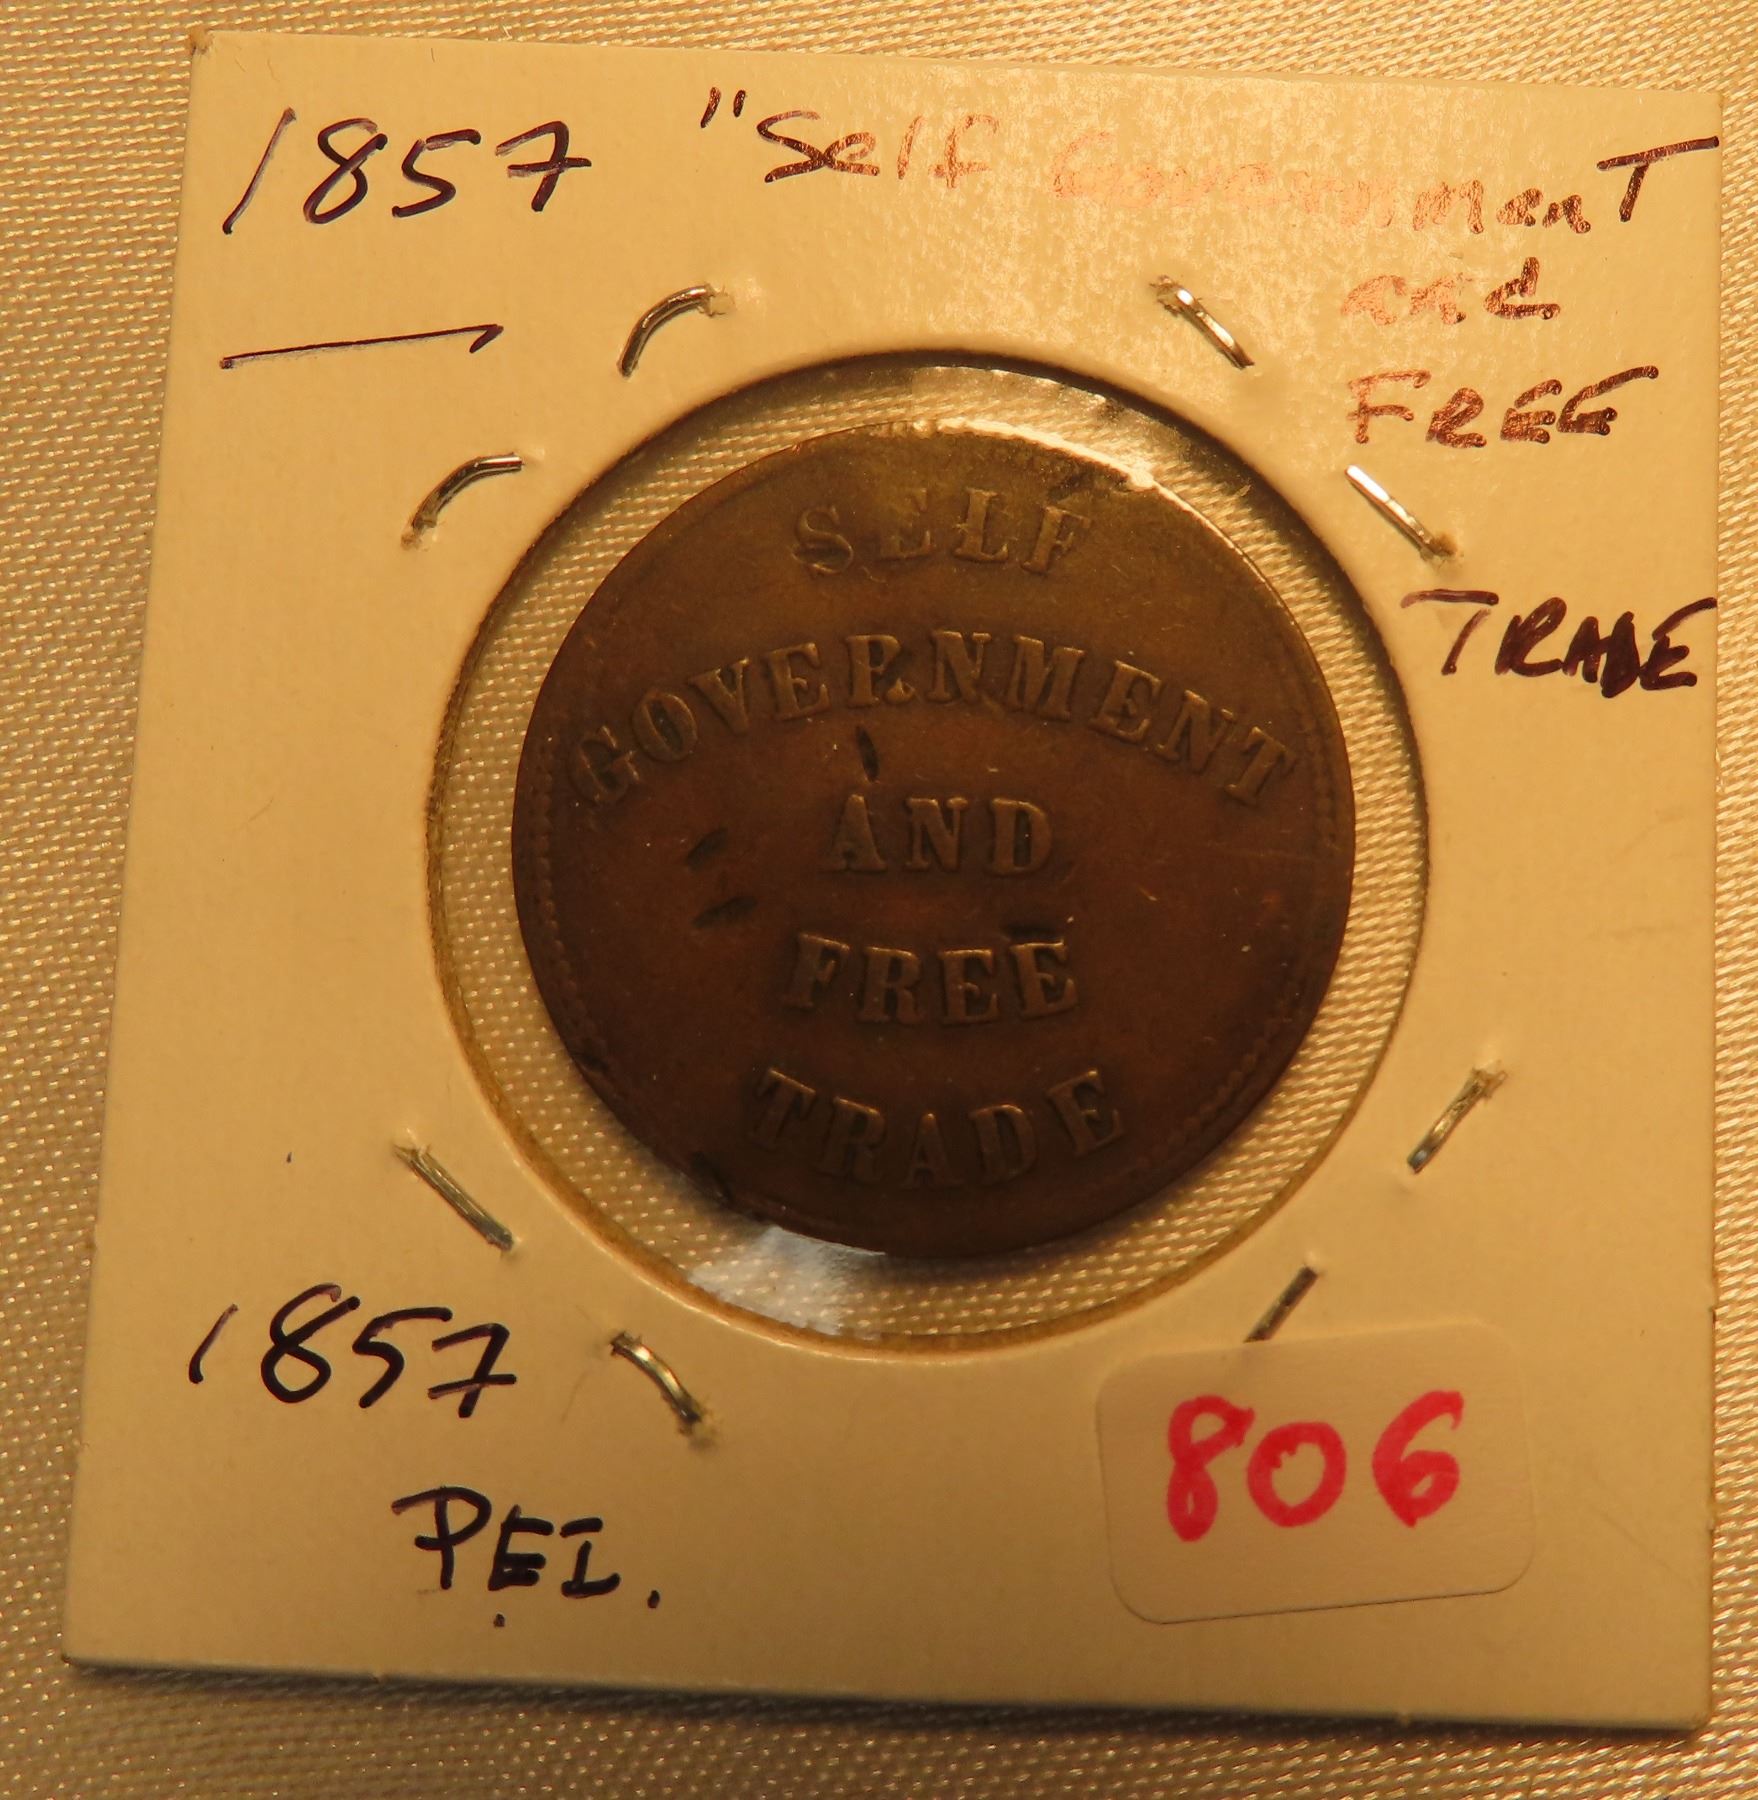 1857 "Self Government
and
FREE
TRADE
SELF
GOVERNMENT
AND
FREE
TRADE
1857
PEI.
806